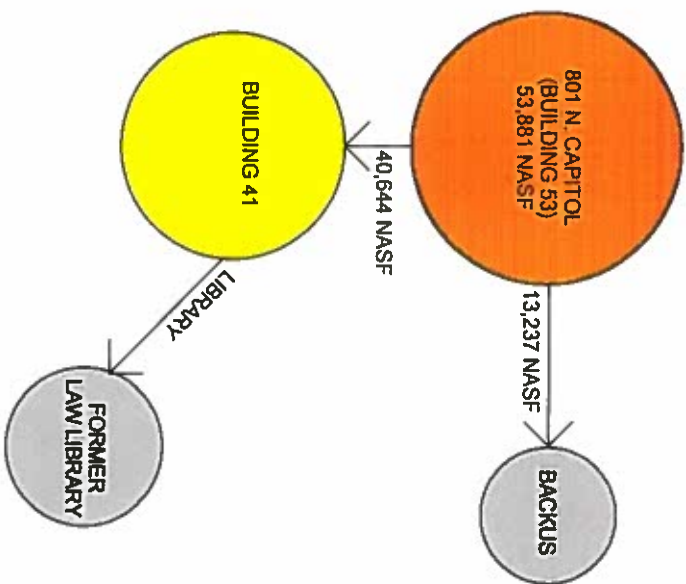 801 N. CAPITOL
(BUILDING 53)
53,881 NASF
13,237 NASF
BACKUS
40,644 NASF
BUILDING 41
LIBRARY
FORMER
LAW LIBRARY